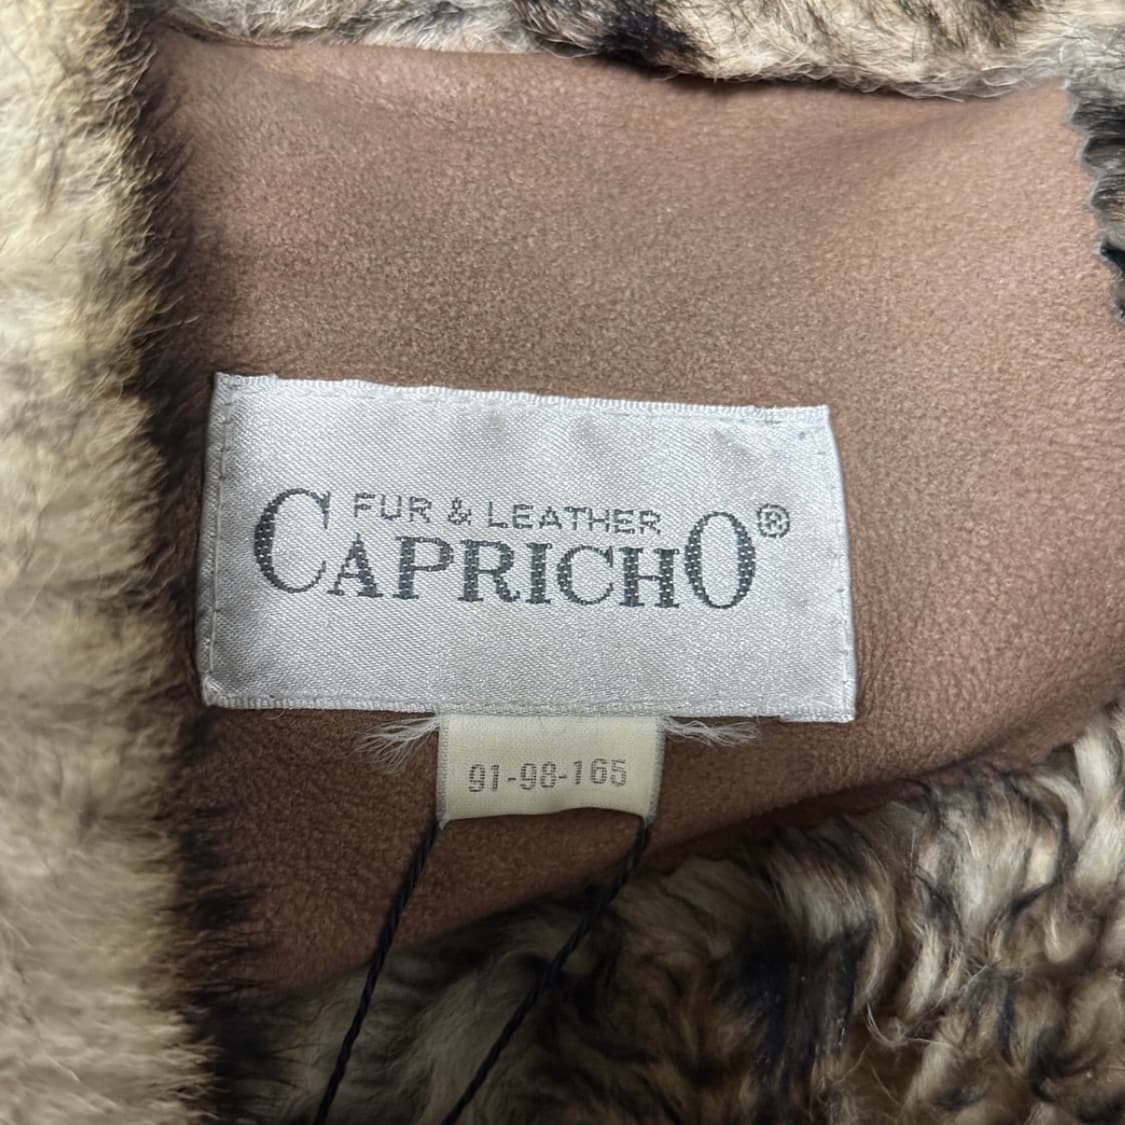 FUR & LEATHER
CAPRICHO®
91-98-165